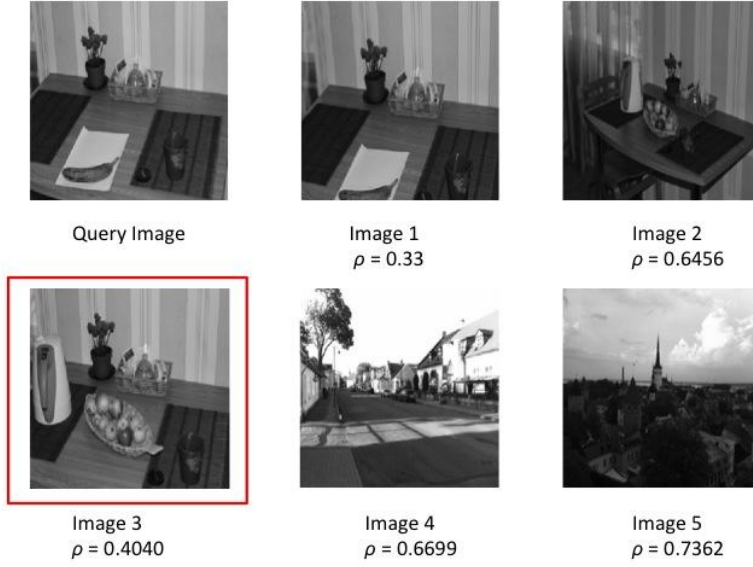 Query Image
Image 1
ρ = 0.33
Image 2
ρ = 0.6456
Image 3
ρ = 0.4040
Image 4
ρ = 0.6699
Image 5
ρ = 0.7362